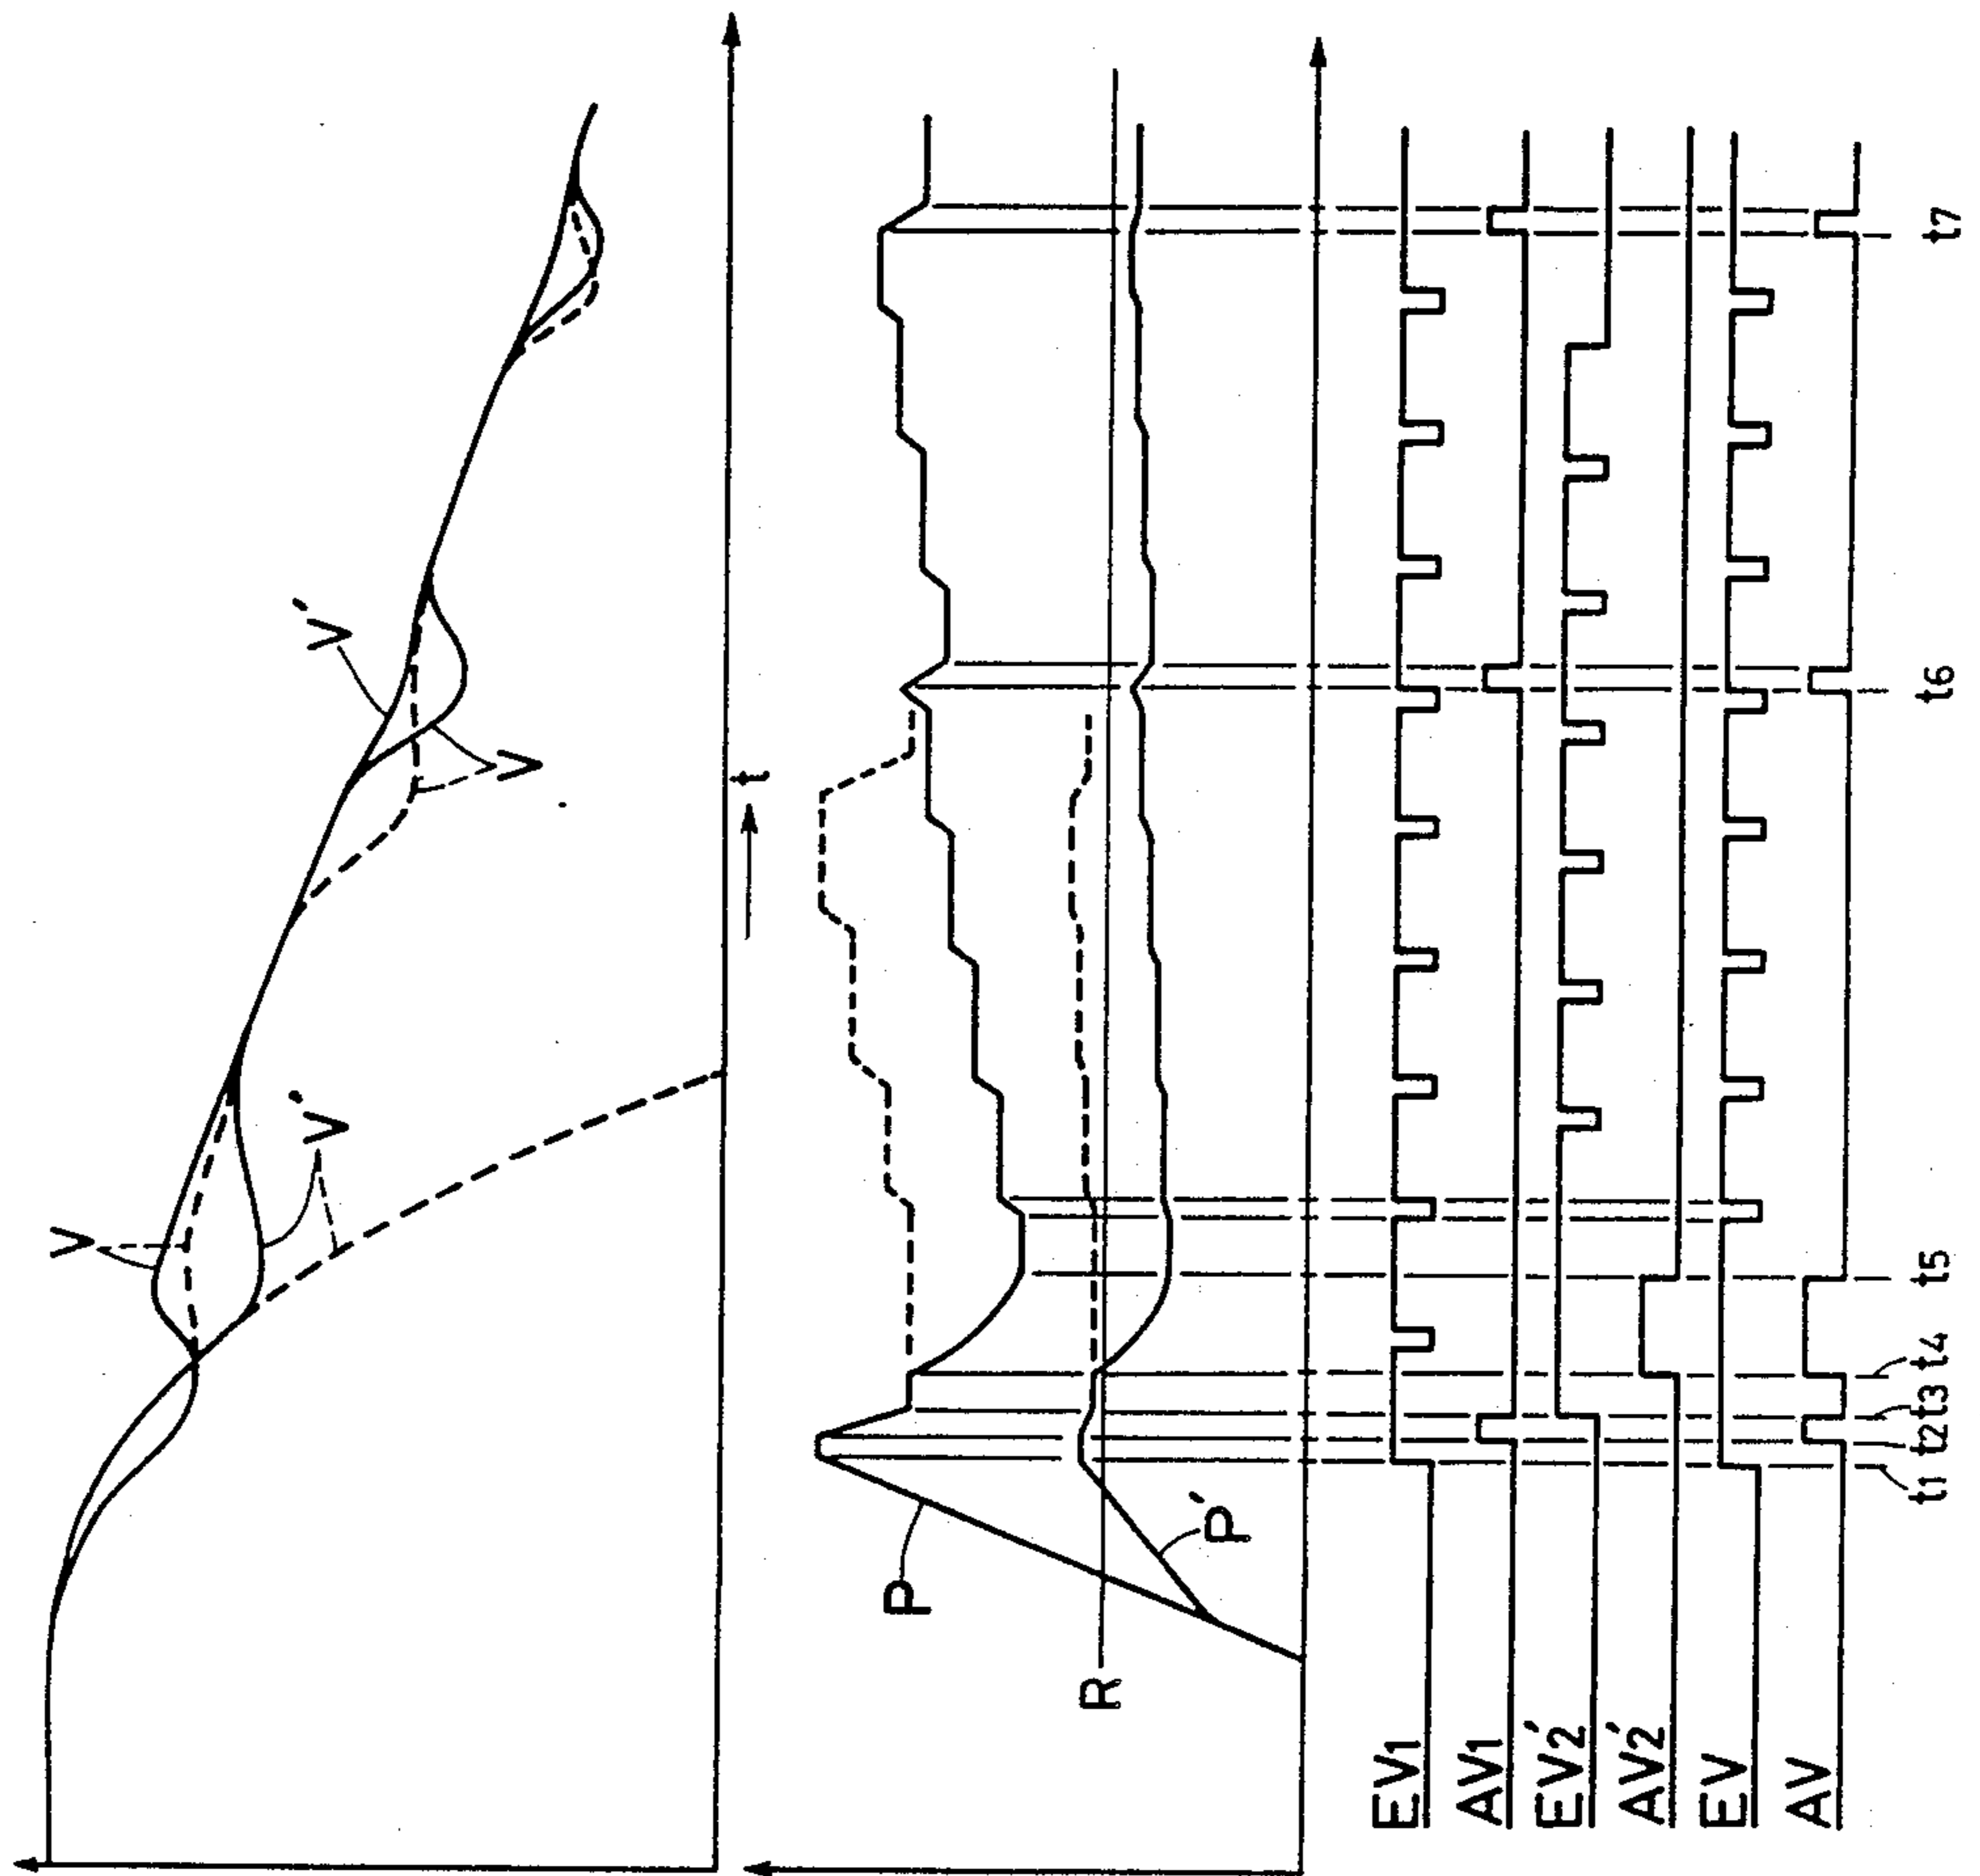 V
V'
V'
V
t
P
P'
R
EV1
AV1
EV2'
AV2'
EV
AV
t1 t2 t3 t4 t5 t6 t7